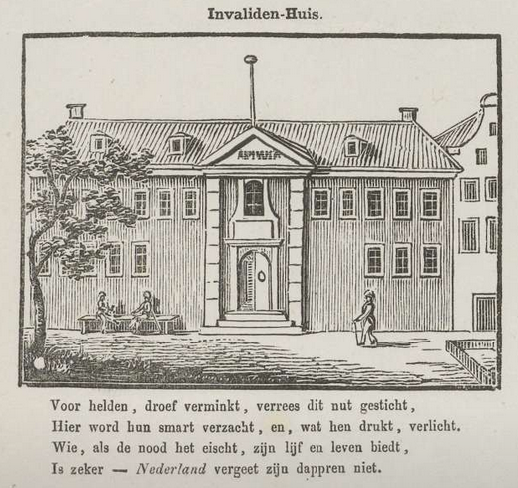 Invaliden-Huis.
Voor helden, droef verminkt, verrees dit nut gesticht,
Hier word hun smart verzacht, en, wat hen drukt, verlicht.
Wie, als de nood het eischt, zijn lijf en leven biedt,
Is zeker — Nederland vergeet zijn dappren niet.